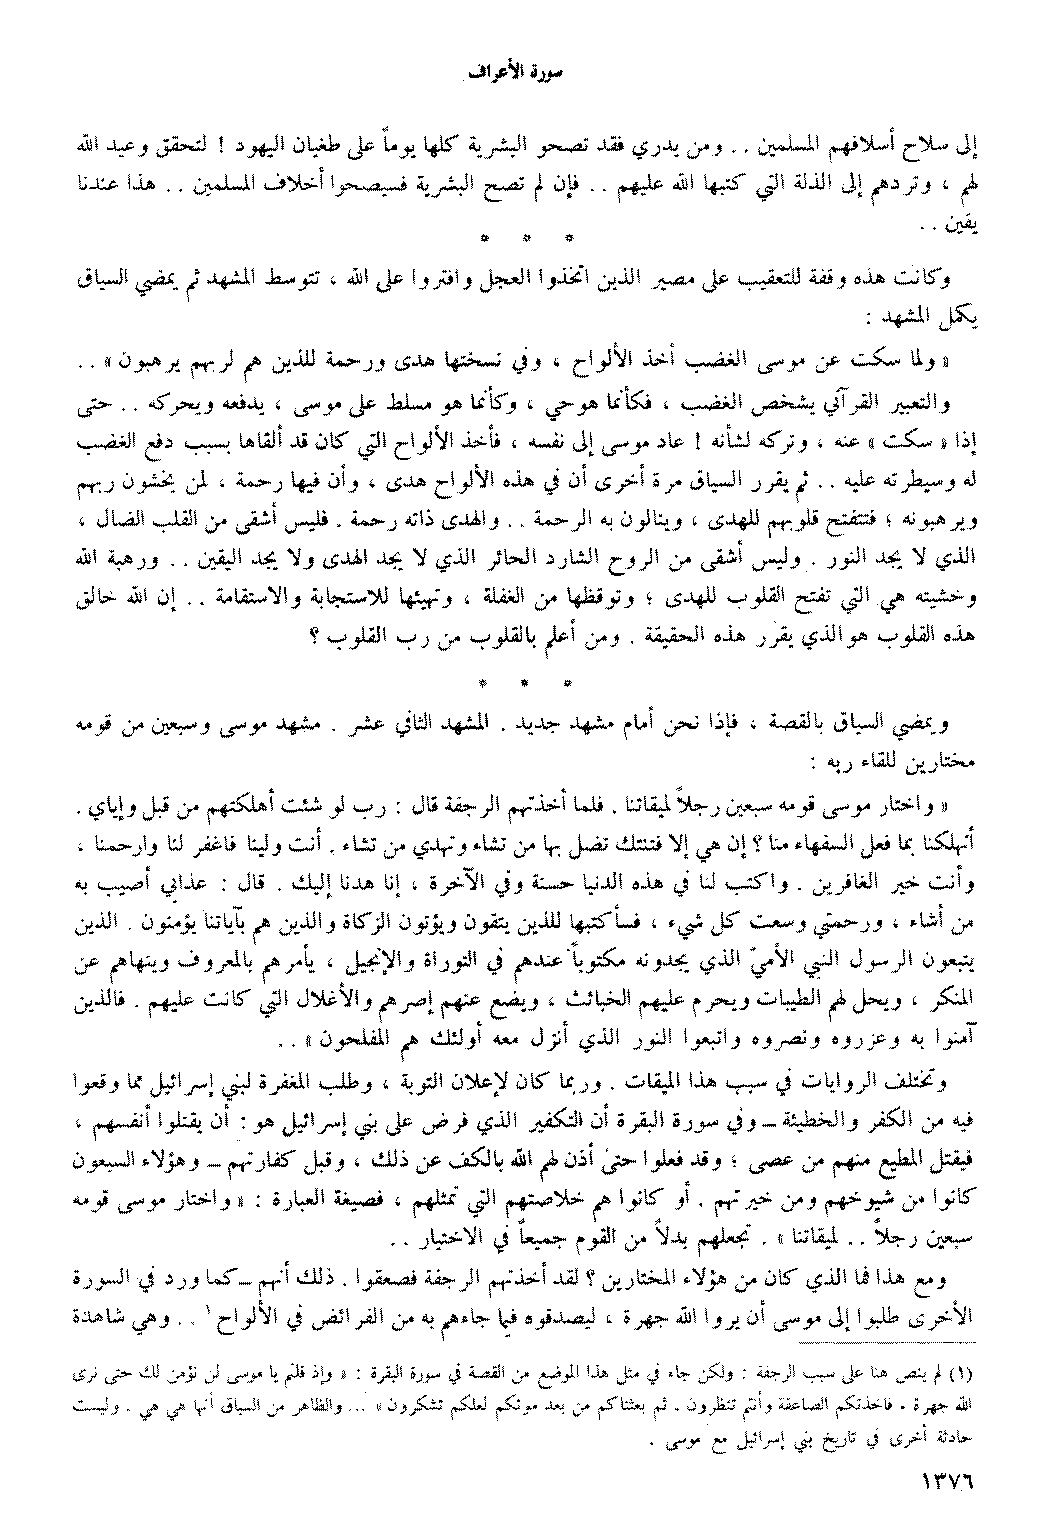 سورة الأعراف
إلى سلاح أسلافهم المسلمين .. ومن يدري فقد تصحو البشرية كلها يوماً على طغيان اليهود ! لتحقق وعيد الله
لهم ، وتردهم إلى الذلة التي كتبها الله عليهم .. فإن لم تصح البشرية فسيصحوا أخلاف المسلمين .. هذا عندنا
يقين ..
* * *
وكانت هذه وقفة للتعقيب على مصير الذين اتخذوا العجل وافتروا على الله ، تتوسط المشهد ثم يمضي السياق
يكمل المشهد :
« ولما سكت عن موسى الغضب أخذ الألواح ، وفي نسختها هدى ورحمة للذين هم لربهم يرهبون » ..
والتعبير القرآني يشخص الغضب ، فكأنما هو حي ، وكأنما هو مسلط على موسى ، يدفعه ويحركه .. حتى
إذا « سكت » عنه ، وتركه لشأنه ! عاد موسى إلى نفسه ، فأخذ الألواح التي كان قد ألقاها بسبب دفع الغضب
له وسيطرته عليه .. ثم يقرر السياق مرة أخرى أن في هذه الألواح هدى ، وأن فيها رحمة ، لمن يخشون ربهم
ويرهبونه ؛ فتتفتح قلوبهم للهدى ، وينالون به الرحمة .. والهدى ذاته رحمة . فليس أشقى من القلب الضال ،
الذي لا يجد النور . وليس أشقى من الروح الشارد الحائر الذي لا يجد الهدى ولا يجد اليقين .. ورهبة الله
وخشيته هي التي تفتح القلوب للهدى ؛ وتوقظها من الغفلة ، وتهيئها للاستجابة والاستقامة .. إن الله خالق
هذه القلوب هو الذي يقرر هذه الحقيقة . ومن أعلم بالقلوب من رب القلوب ؟
* * *
ويمضي السياق بالقصة ، فإذا نحن أمام مشهد جديد . المشهد الثاني عشر . مشهد موسى وسبعين من قومه
مختارين للقاء ربه :
« واختار موسى قومه سبعين رجلاً لميقاتنا . فلما أخذتهم الرجفة قال : رب لو شئت أهلكتهم من قبل وإياي .
أتهلكنا بما فعل السفهاء منا ؟ إن هي إلا فتنتك تضل بها من تشاء وتهدي من تشاء . أنت ولينا فاغفر لنا وارحمنا ،
وأنت خير الغافرين . واكتب لنا في هذه الدنيا حسنة وفي الآخرة ، إنا هدنا إليك . قال : عذابي أصيب به
من أشاء ، ورحمتي وسعت كل شيء ، فسأكتبها للذين يتقون ويؤتون الزكاة والذين هم بآياتنا يؤمنون . الذين
يتبعون الرسول النبي الأميّ الذي يجدونه مكتوباً عندهم في التوراة والإنجيل ، يأمرهم بالمعروف وينهاهم عن
المنكر ، ويحل لهم الطيبات ويحرم عليهم الخبائث ، ويضع عنهم إصرهم والأغلال التي كانت عليهم . فالذين
آمنوا به وعزروه ونصروه واتبعوا النور الذي أنزل معه أولئك هم المفلحون » ..
وتختلف الروايات في سبب هذا الميقات . وربما كان لإعلان التوبة ، وطلب المغفرة لبني إسرائيل مما وقعوا
فيه من الكفر والخطيئة – وفي سورة البقرة أن التكفير الذي فرض على بني إسرائيل هو : أن يقتلوا أنفسهم ،
فيقتل المطيع منهم من عصى ؛ وقد فعلوا حتى أذن لهم الله بالكف عن ذلك ، وقبل كفارتهم – وهؤلاء السبعون
كانوا من شيوخهم ومن خيرتهم . أو كانوا هم خلاصتهم التي تمثلهم ، فصيغة العبارة : « واختار موسى قومه
سبعين رجلاً .. لميقاتنا » . تجعلهم بدلاً من القوم جميعاً في الاختيار ..
ومع هذا فما الذي كان من هؤلاء المختارين ؟ لقد أخذتهم الرجفة فصعقوا . ذلك أنهم – كما ورد في السورة
الأخرى طلبوا إلى موسى أن يروا الله جهرة ، ليصدقوه فيما جاءهم به من الفرائض في الألواح ١ .. وهي شاهدة
(١) لم ينص هنا على سبب الرجفة : ولكن جاء في مثل هذا الموضع من القصة في سورة البقرة : « وإذ قلتم يا موسى لن نؤمن لك حتى نرى
الله جهرة . فأخذتكم الصاعقة وأنتم تنظرون . ثم بعثناكم من بعد موتكم لعلكم تشكرون » ... والظاهر من السياق أنها هي هي . وليست
حادثة أخرى في تاريخ بني إسرائيل مع موسى .
١٣٧٦